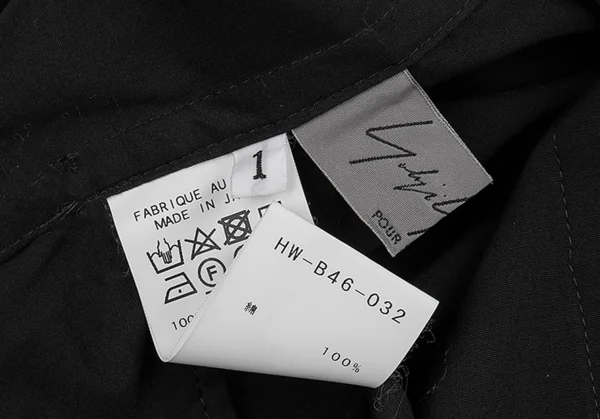 1
FABRIQUE AU
MADE IN JA
F
100
HW-B46-032
綿
100%
POUR